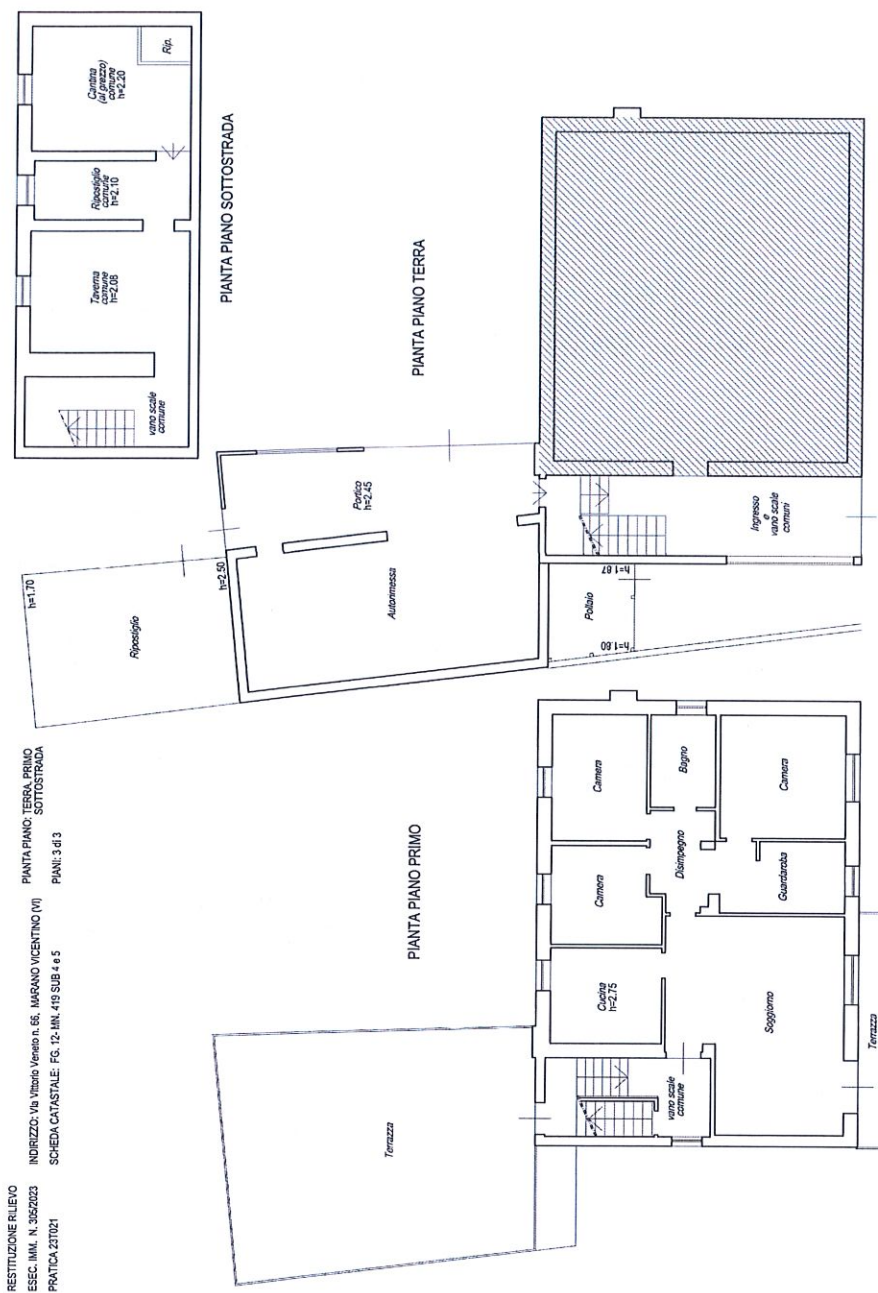 RESTITUZIONE RILIEVO
ESEC. IMM. N. 305/2023
PRATICA 23T021
INDIRIZZO: Via Vittorio Veneto n. 66, MARANO VICENTINO (VI)
SCHEDA CATASTALE: FG. 12- MN. 419 SUB 4 e 5
PIANTA PIANO: TERRA, PRIMO
SOTTOSTRADA
PIANI: 3 di 3
Cantina
(al grezzo)
comune
h=2.20
Rip.
Ripostiglio
comune
h=2.10
Taverna
comune
h=2.08
vano scale
comune
PIANTA PIANO SOTTOSTRADA
h=1.70
Ripostiglio
h=2.50
Portico
h=2.45
Autorimessa
PIANTA PIANO TERRA
Ingresso
e
vano scale
comuni
h=1.87
Pollaio
h=1.60
PIANTA PIANO PRIMO
Terrazza
Camera
Bagno
Camera
Camera
Disimpegno
Guardaroba
Cucina
h=2.75
Soggiorno
vano scale
comune
Terrazza